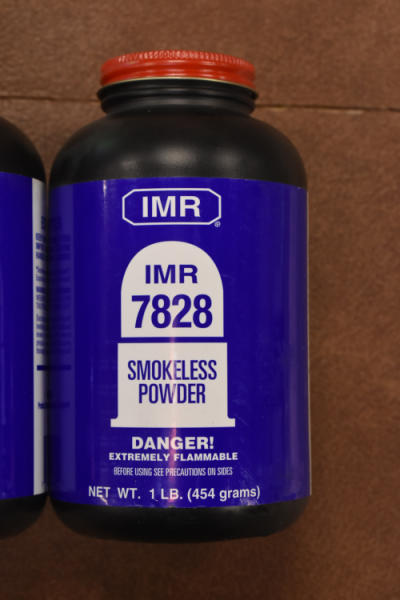 IMR
®
IMR
7828
SMOKELESS
POWDER
DANGER!
EXTREMELY FLAMMABLE
BEFORE USING SEE PRECAUTIONS ON SIDES
NET WT. 1 LB. (454 grams)